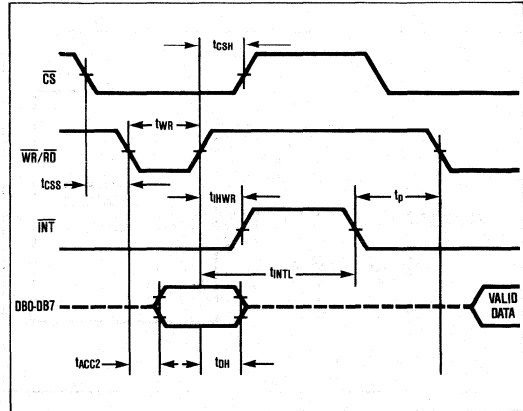 tCSH
CS
tWR
WR/RD
tCSS
tIHWR
tp
INT
tINTL
DB0-DB7
VALID
DATA
tACC2
tDH